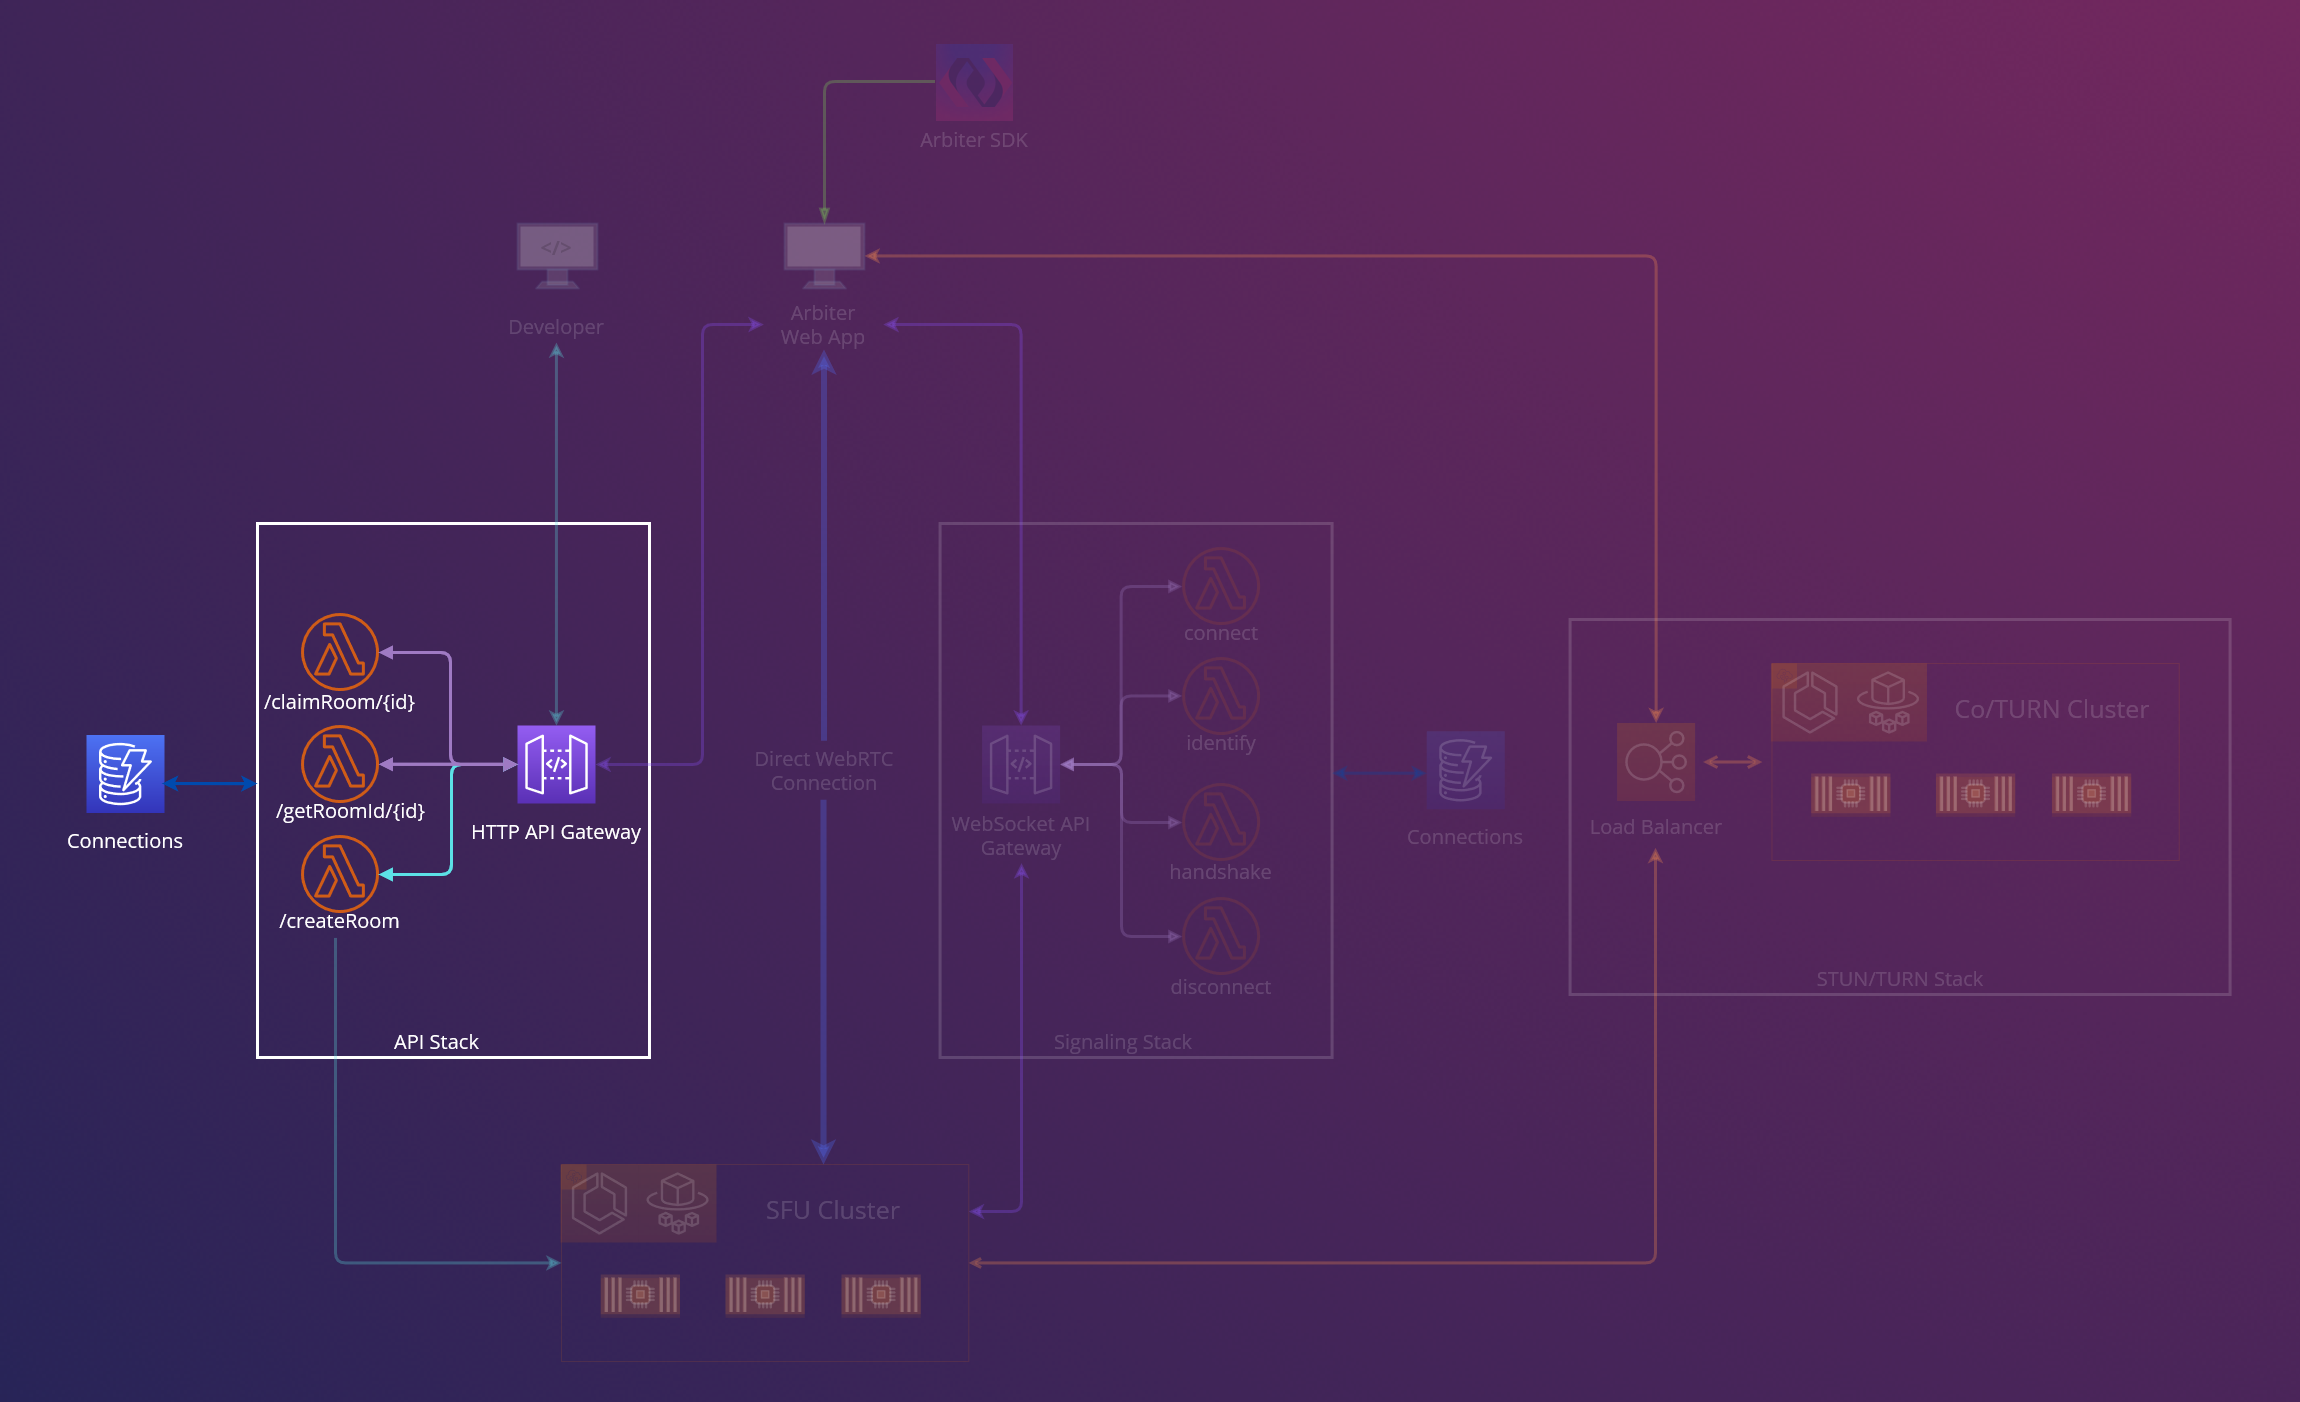 Arbiter SDK
</>
Developer
Arbiter
Web App
/claimRoom/{id}
/getRoomId/{id}
/createRoom
</>
HTTP API Gateway
API Stack
Connections
Direct WebRTC
Connection
connect
identify
handshake
disconnect
</>
WebSocket API
Gateway
Signaling Stack
Connections
Load Balancer
Co/TURN Cluster
STUN/TURN Stack
SFU Cluster